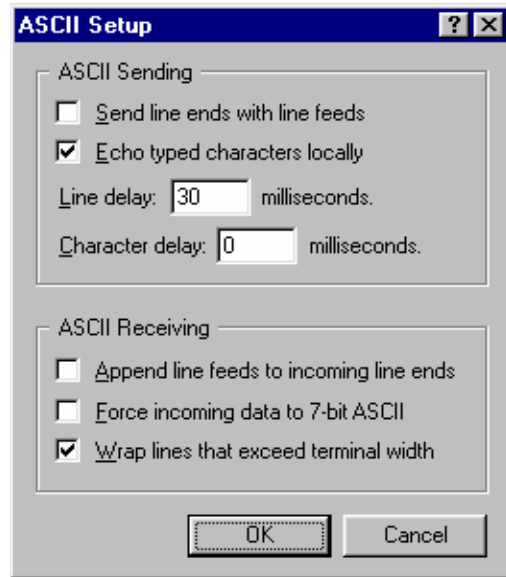 ASCII Setup
ASCII Sending
Send line ends with line feeds
Echo typed characters locally
Line delay: 30 milliseconds.
Character delay: 0 milliseconds.
ASCII Receiving
Append line feeds to incoming line ends
Force incoming data to 7-bit ASCII
Wrap lines that exceed terminal width
OK Cancel